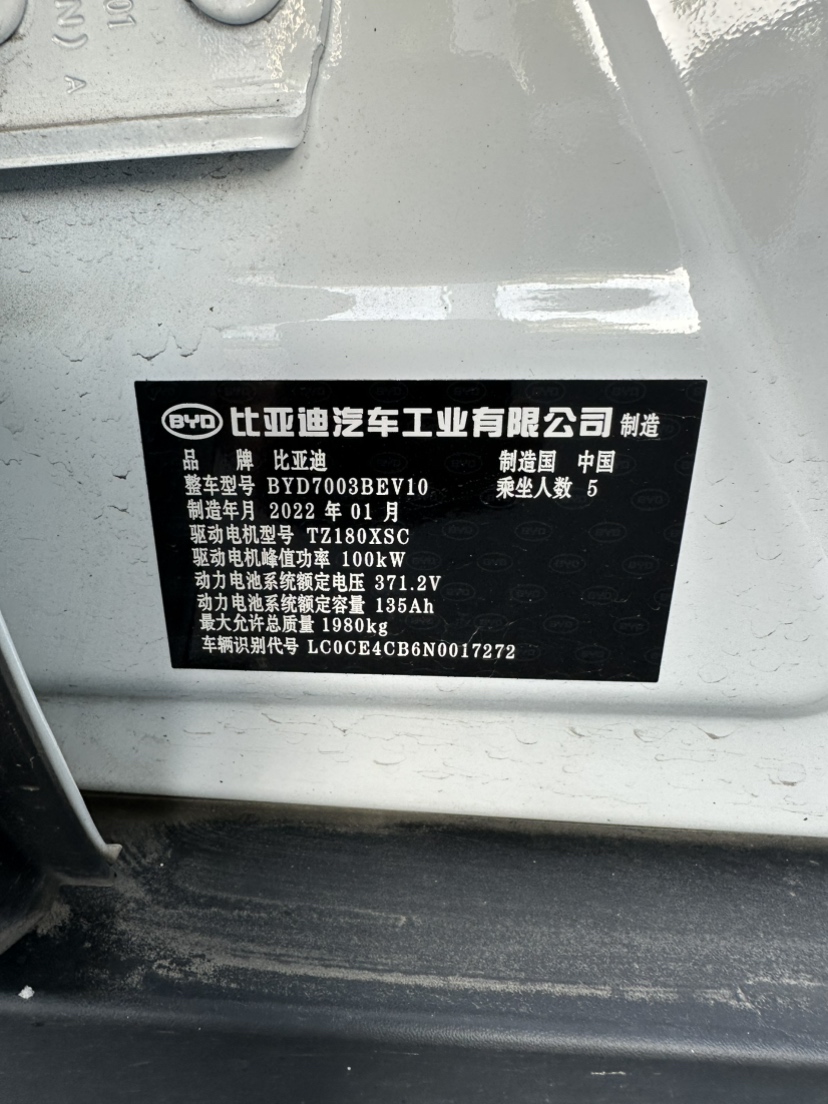 01
N) A
BYD 比亚迪汽车工业有限公司 制造
品 牌 比亚迪 制造国 中国
整车型号 BYD7003BEV10 乘坐人数 5
制造年月 2022 年 01 月
驱动电机型号 TZ180XSC
驱动电机峰值功率 100kW
动力电池系统额定电压 371.2V
动力电池系统额定容量 135Ah
最大允许总质量 1980kg
车辆识别代号 LC0CE4CB6N0017272